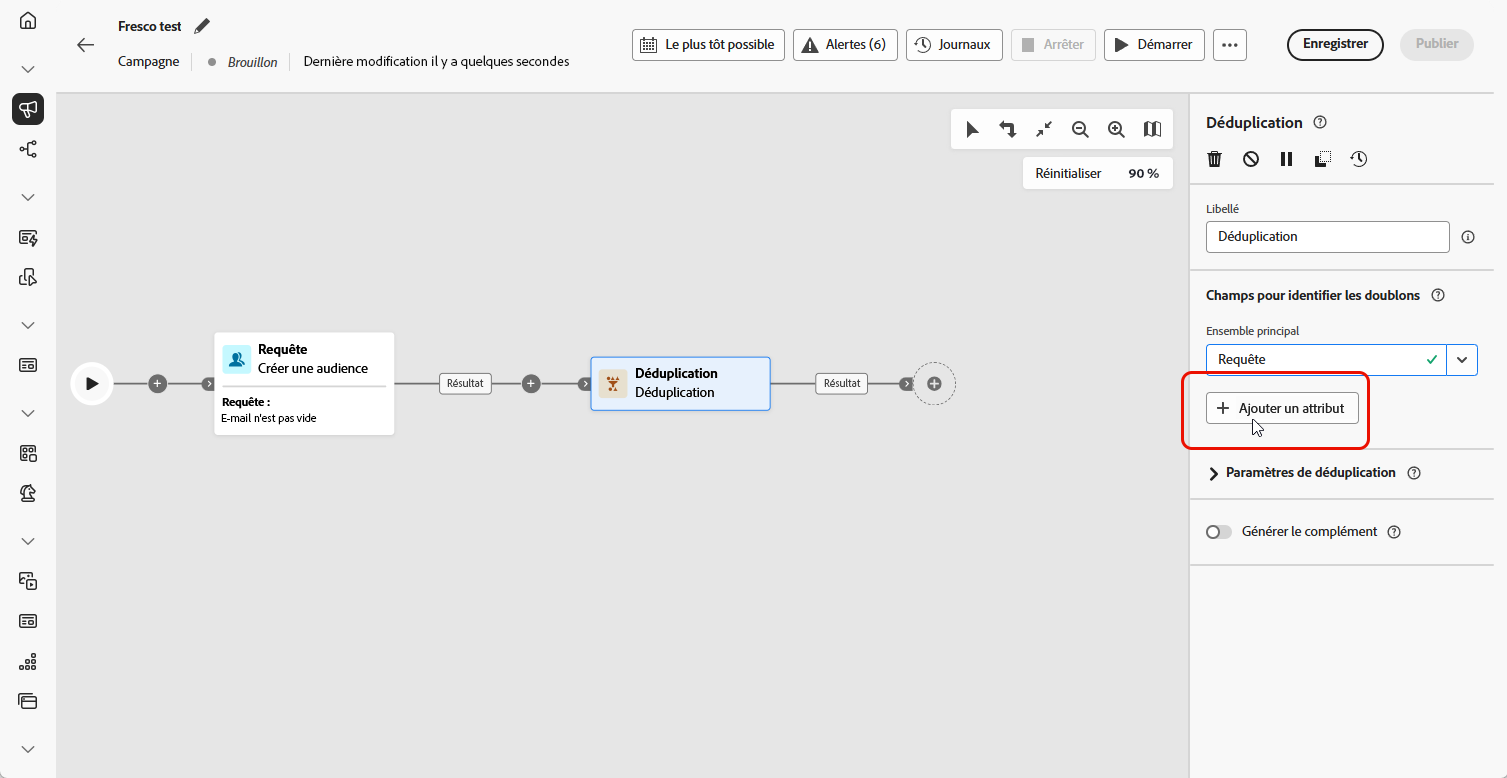 Fresco test
Campagne
Brouillon
Dernière modification il y a quelques secondes
Le plus tôt possible
Alertes (6)
Journaux
Arrêter
Démarrer
Enregistrer
Publier
Réinitialiser
90 %
Requête
Créer une audience
Requête :
E-mail n'est pas vide
Résultat
Déduplication
Déduplication
Résultat
Déduplication
Libellé
Déduplication
Champs pour identifier les doublons
Ensemble principal
Requête
Ajouter un attribut
Paramètres de déduplication
Générer le complément